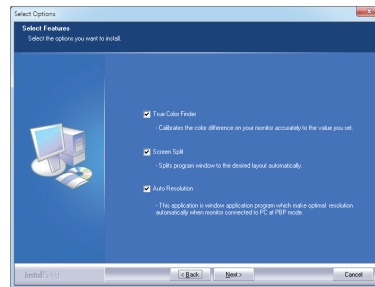 Select Options
Select Features
Select the options you want to install.
True Color Finder
- Calibrates the color difference on your monitor accurately to the value you set.
Screen Split
- Splits program window to the desired layout automatically.
Auto Resolution
- This application is window application program which make optimal resolution
automatically when monitor connected to PC at PBP mode.
InstallShield
< Back
Next >
Cancel